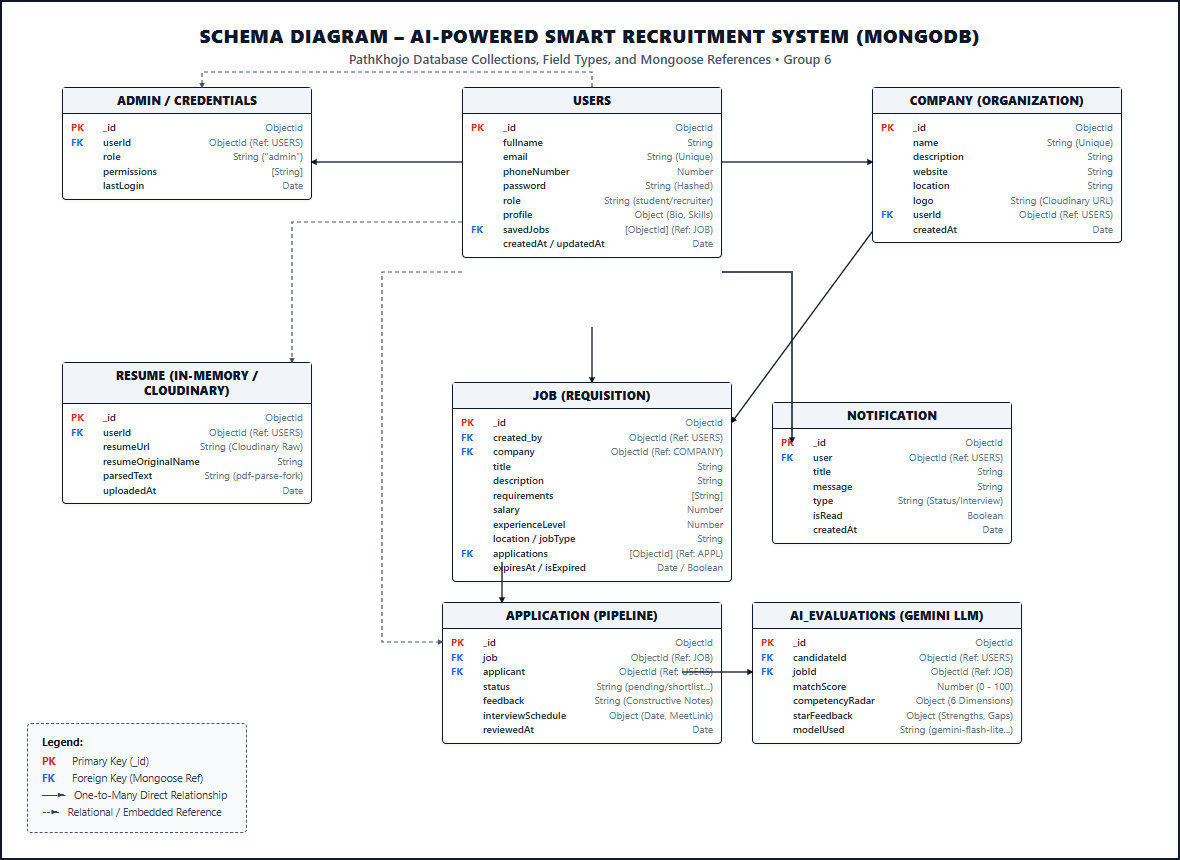 SCHEMA DIAGRAM – AI-POWERED SMART RECRUITMENT SYSTEM (MONGODB)
PathKhojo Database Collections, Field Types, and Mongoose References • Group 6
ADMIN / CREDENTIALS
PK _id ObjectId
FK userId ObjectId (Ref: USERS)
role String ("admin")
permissions [String]
lastLogin Date
USERS
PK _id ObjectId
fullname String
email String (Unique)
phoneNumber Number
password String (Hashed)
role String (student/recruiter)
profile Object (Bio, Skills)
FK savedJobs [ObjectId] (Ref: JOB)
createdAt / updatedAt Date
COMPANY (ORGANIZATION)
PK _id ObjectId
name String (Unique)
description String
website String
location String
logo String (Cloudinary URL)
FK userId ObjectId (Ref: USERS)
createdAt Date
RESUME (IN-MEMORY /
CLOUDINARY)
PK _id ObjectId
FK userId ObjectId (Ref: USERS)
resumeUrl String (Cloudinary Raw)
resumeOriginalName String
parsedText String (pdf-parse-fork)
uploadedAt Date
JOB (REQUISITION)
PK _id ObjectId
FK created_by ObjectId (Ref: USERS)
FK company ObjectId (Ref: COMPANY)
title String
description String
requirements [String]
salary Number
experienceLevel Number
location / jobType String
FK applications [ObjectId] (Ref: APPL)
expiresAt / isExpired Date / Boolean
NOTIFICATION
PK _id ObjectId
FK user ObjectId (Ref: USERS)
title String
message String
type String (Status/Interview)
isRead Boolean
createdAt Date
APPLICATION (PIPELINE)
PK _id ObjectId
FK job ObjectId (Ref: JOB)
FK applicant ObjectId (Ref: USERS)
status String (pending/shortlist...)
feedback String (Constructive Notes)
interviewSchedule Object (Date, MeetLink)
reviewedAt Date
AI_EVALUATIONS (GEMINI LLM)
PK _id ObjectId
FK candidateId ObjectId (Ref: USERS)
FK jobId ObjectId (Ref: JOB)
matchScore Number (0 - 100)
competencyRadar Object (6 Dimensions)
starFeedback Object (Strengths, Gaps)
modelUsed String (gemini-flash-lite...)
Legend:
PK Primary Key (_id)
FK Foreign Key (Mongoose Ref)
One-to-Many Direct Relationship
Relational / Embedded Reference